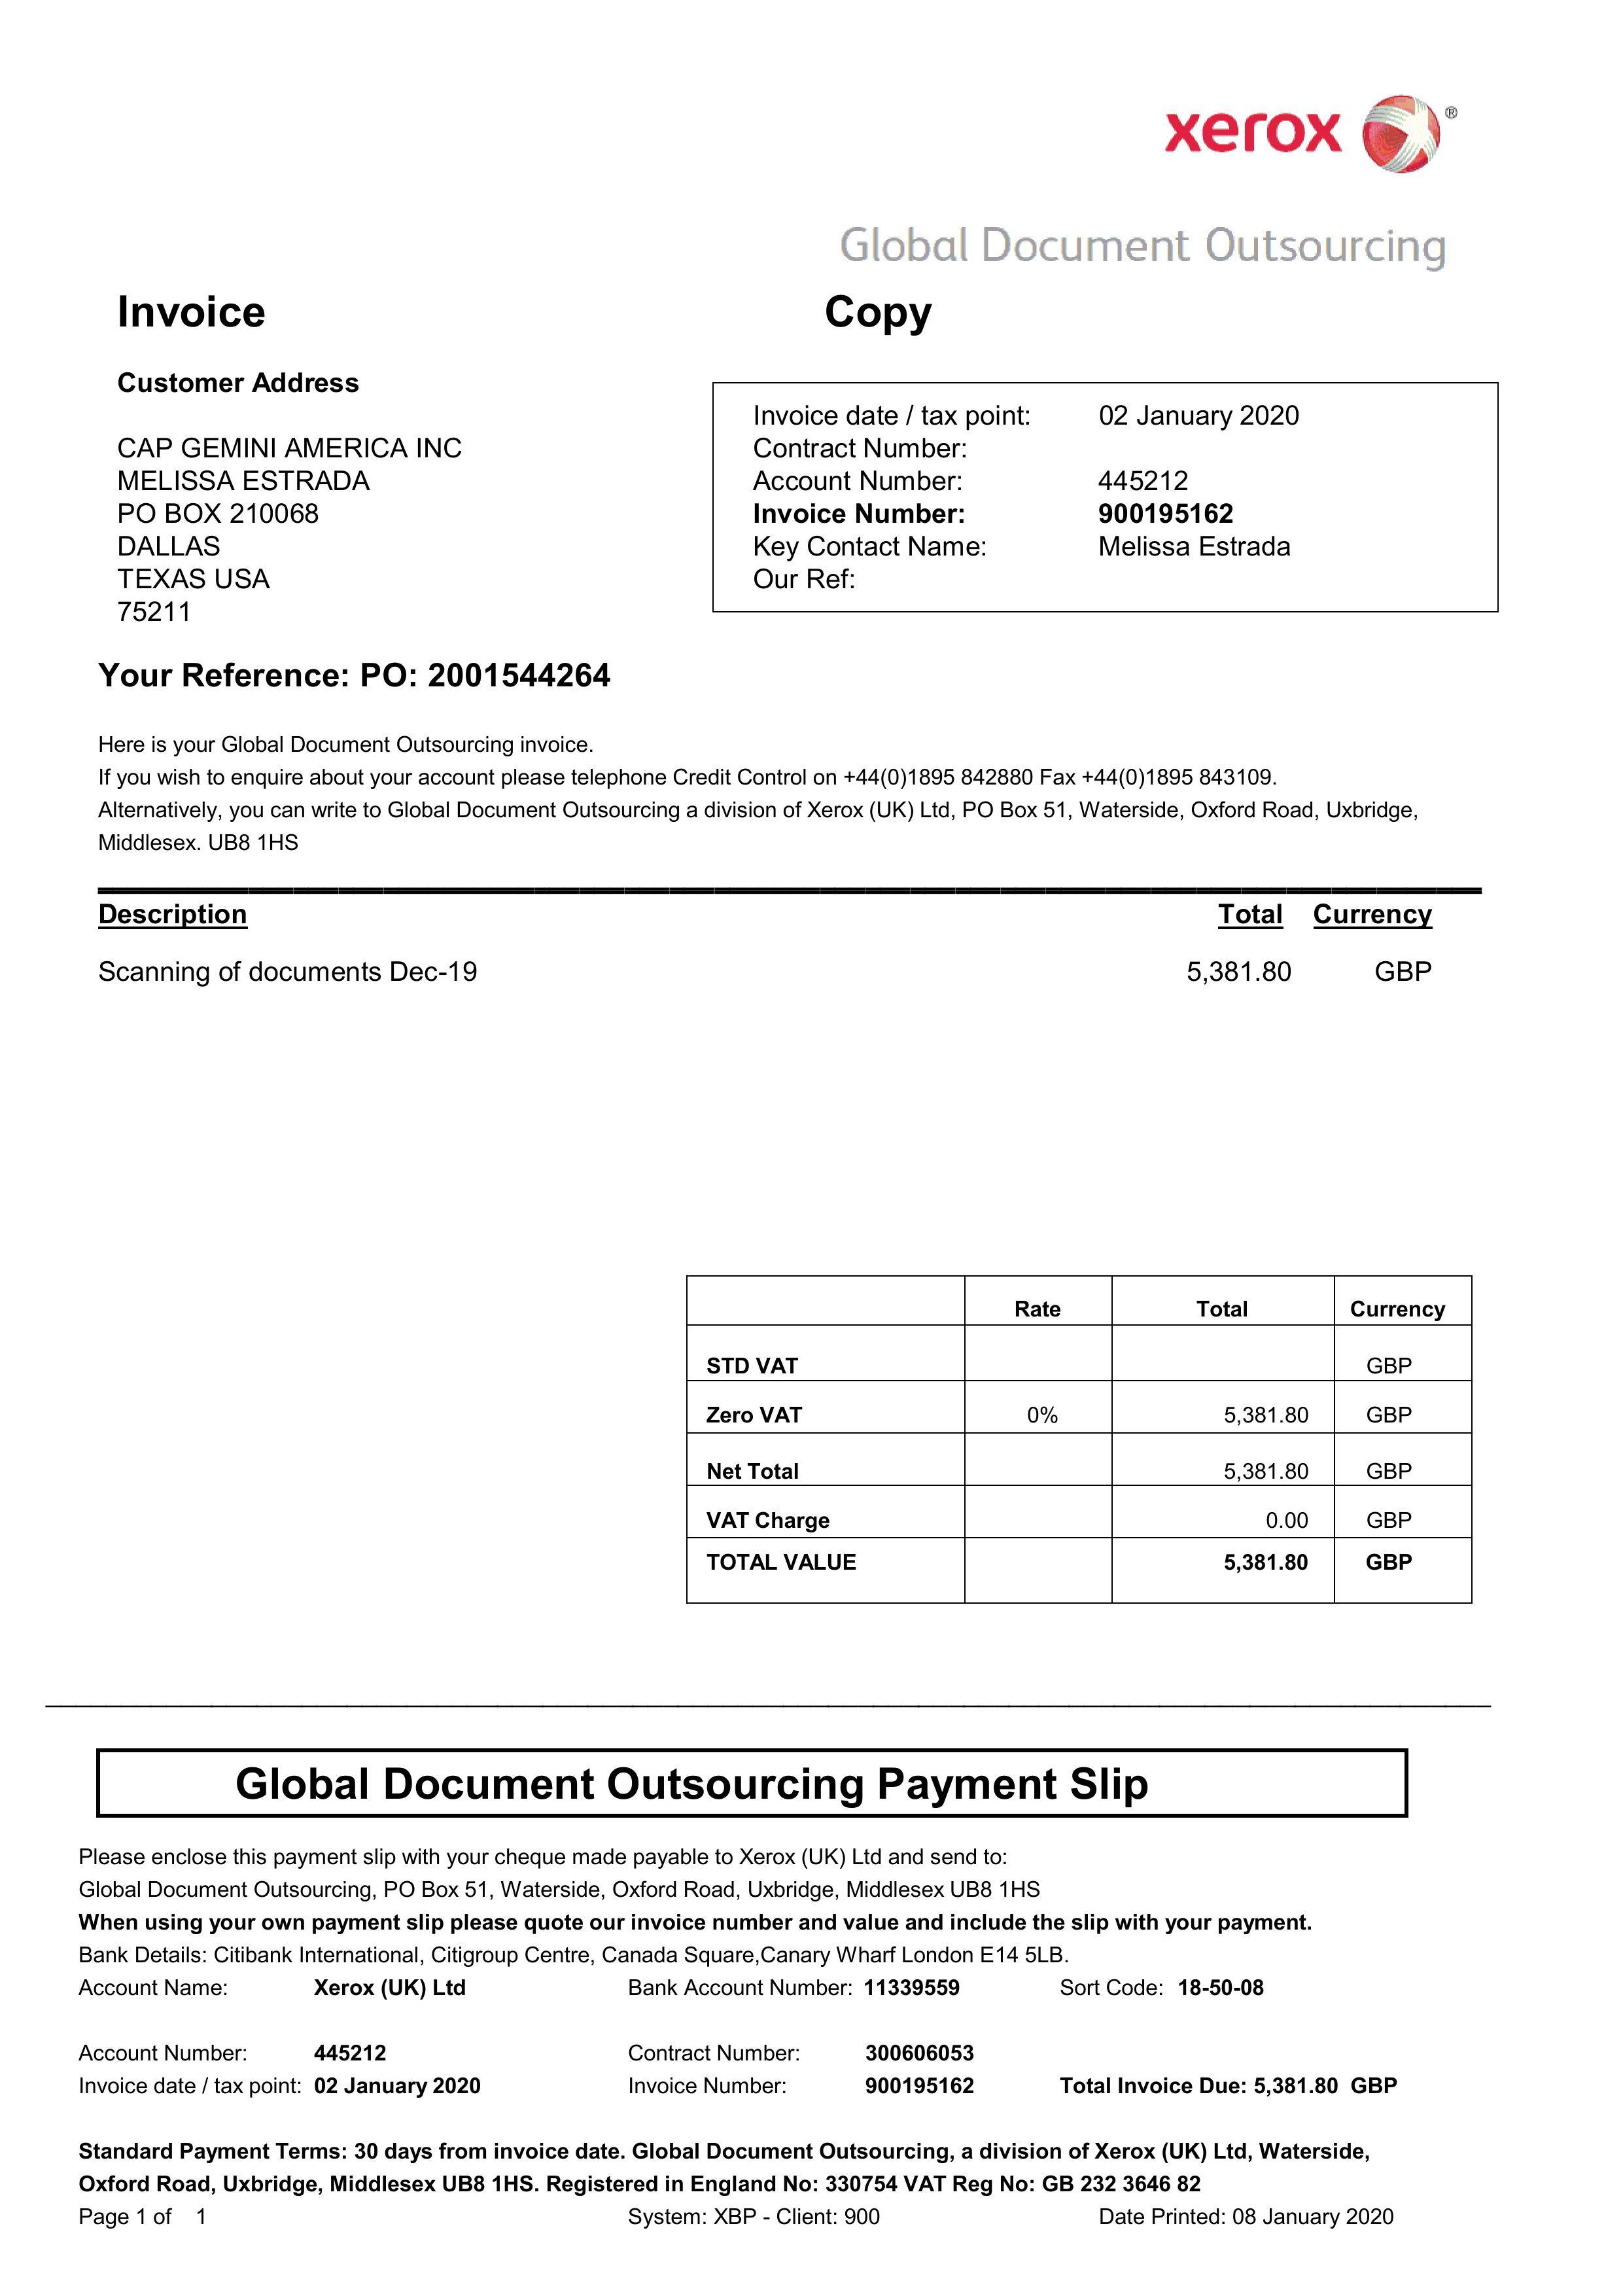 xerox ®
Global Document Outsourcing
Invoice Copy
Customer Address
CAP GEMINI AMERICA INC
MELISSA ESTRADA
PO BOX 210068
DALLAS
TEXAS USA
75211
Invoice date / tax point: 02 January 2020
Contract Number:
Account Number: 445212
Invoice Number: 900195162
Key Contact Name: Melissa Estrada
Our Ref:
Your Reference: PO: 2001544264
Here is your Global Document Outsourcing invoice.
If you wish to enquire about your account please telephone Credit Control on +44(0)1895 842880 Fax +44(0)1895 843109.
Alternatively, you can write to Global Document Outsourcing a division of Xerox (UK) Ltd, PO Box 51, Waterside, Oxford Road, Uxbridge,
Middlesex. UB8 1HS
Description Total Currency
Scanning of documents Dec-19 5,381.80 GBP
Rate Total Currency
STD VAT GBP
Zero VAT 0% 5,381.80 GBP
Net Total 5,381.80 GBP
VAT Charge 0.00 GBP
TOTAL VALUE 5,381.80 GBP
Global Document Outsourcing Payment Slip
Please enclose this payment slip with your cheque made payable to Xerox (UK) Ltd and send to:
Global Document Outsourcing, PO Box 51, Waterside, Oxford Road, Uxbridge, Middlesex UB8 1HS
When using your own payment slip please quote our invoice number and value and include the slip with your payment.
Bank Details: Citibank International, Citigroup Centre, Canada Square,Canary Wharf London E14 5LB.
Account Name: Xerox (UK) Ltd Bank Account Number: 11339559 Sort Code: 18-50-08
Account Number: 445212 Contract Number: 300606053
Invoice date / tax point: 02 January 2020 Invoice Number: 900195162 Total Invoice Due: 5,381.80 GBP
Standard Payment Terms: 30 days from invoice date. Global Document Outsourcing, a division of Xerox (UK) Ltd, Waterside,
Oxford Road, Uxbridge, Middlesex UB8 1HS. Registered in England No: 330754 VAT Reg No: GB 232 3646 82
Page 1 of 1 System: XBP - Client: 900 Date Printed: 08 January 2020